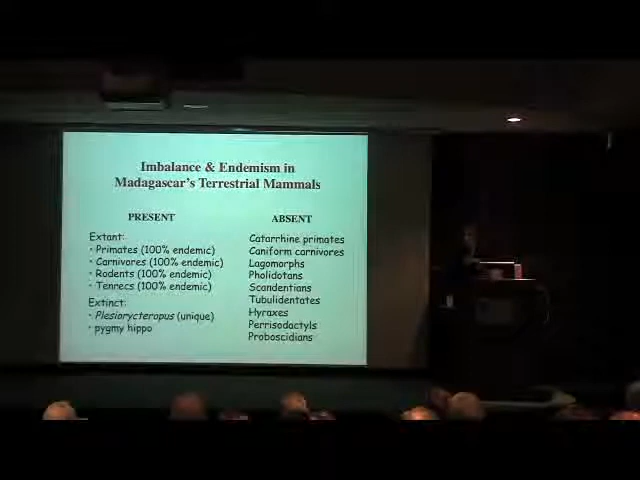 Imbalance & Endemism in
Madagascar's Terrestrial Mammals
PRESENT
Extant:
• Primates (100% endemic)
• Carnivores (100% endemic)
• Rodents (100% endemic)
• Tenrecs (100% endemic)
Extinct:
• Plesiorycteropus (unique)
• pygmy hippo
ABSENT
Catarrhine primates
Caniform carnivores
Lagomorphs
Pholidotans
Scandentians
Tubulidentates
Hyraxes
Perrisodactyls
Proboscidians